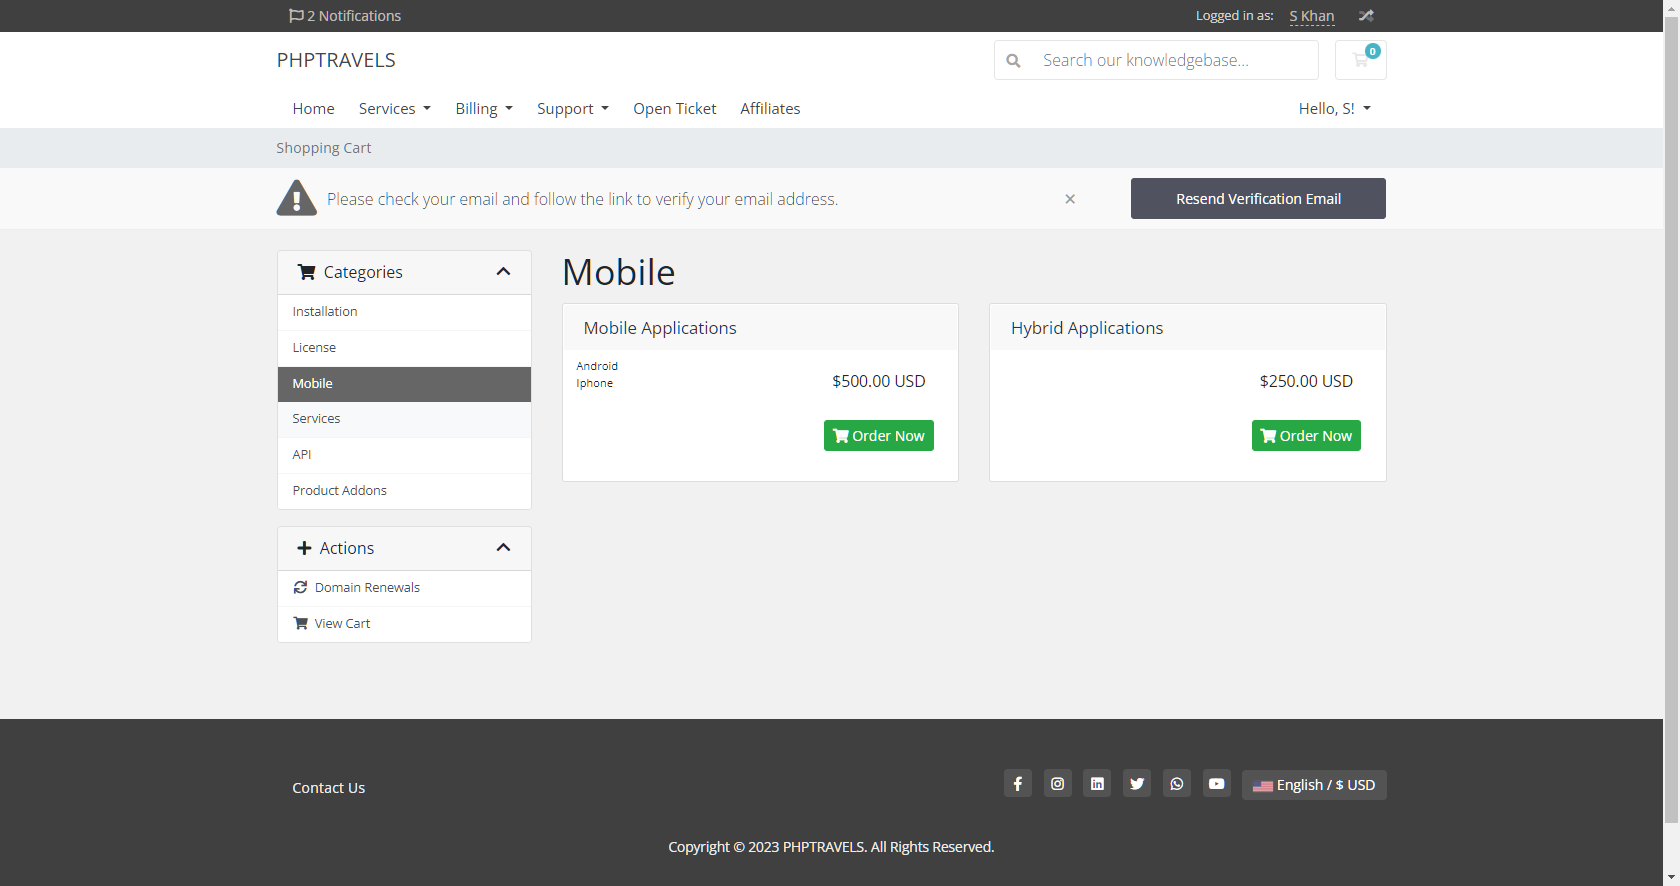 2 Notifications
Logged in as: S Khan
PHPTRAVELS
Search our knowledgebase...
0
Home Services Billing Support Open Ticket Affiliates
Hello, S!
Shopping Cart
Please check your email and follow the link to verify your email address.
×
Resend Verification Email
Categories
Installation
License
Mobile
Services
API
Product Addons
Actions
Domain Renewals
View Cart
Mobile
Mobile Applications
Android
Iphone
$500.00 USD
Order Now
Hybrid Applications
$250.00 USD
Order Now
Contact Us
English / $ USD
Copyright © 2023 PHPTRAVELS. All Rights Reserved.